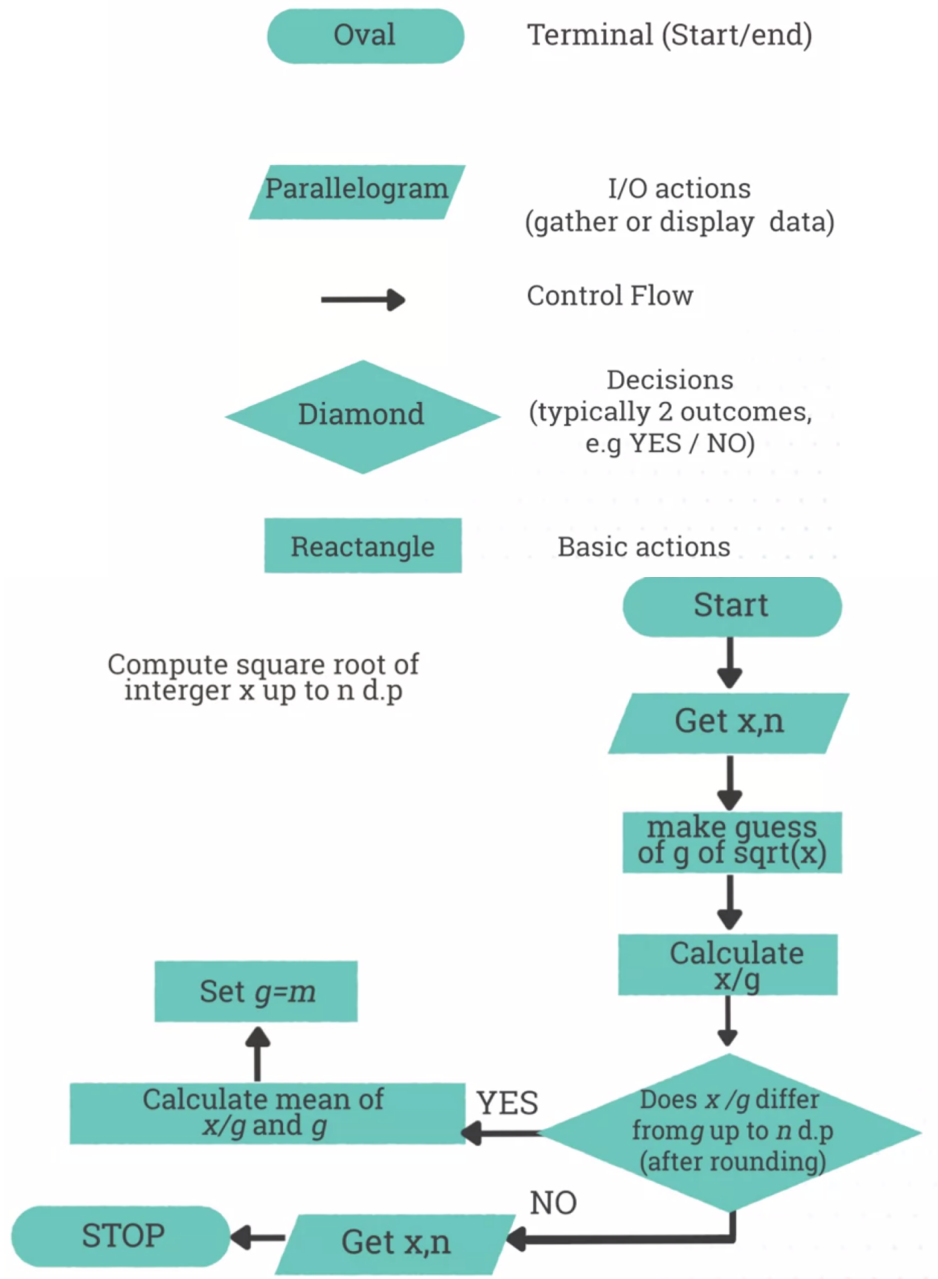 Oval
Terminal (Start/end)
Parallelogram
I/O actions
(gather or display data)
Control Flow
Diamond
Decisions
(typically 2 outcomes,
e.g YES / NO)
Reactangle
Basic actions
Compute square root of
interger x up to n d.p
Start
Get x,n
make guess
of g of sqrt(x)
Calculate
x/g
Does x /g differ
fromg up to n d.p
(after rounding)
YES
Calculate mean of
x/g and g
Set g=m
NO
Get x,n
STOP